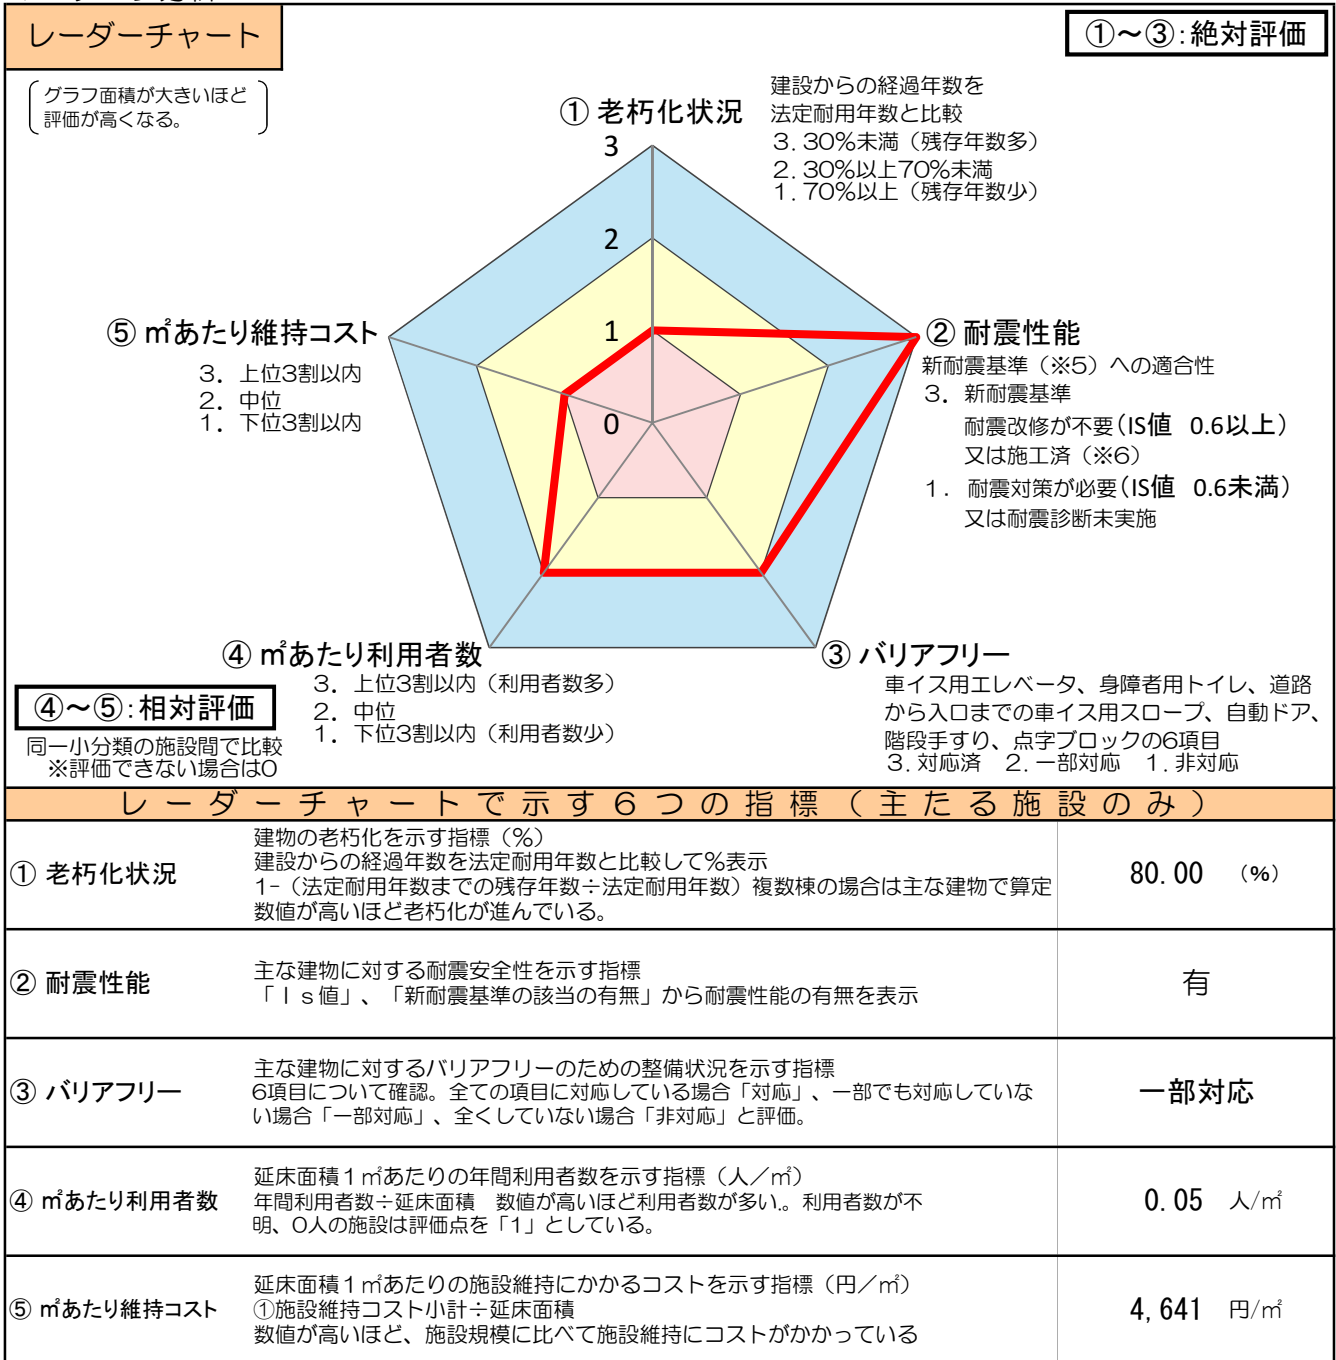 レーダーチャート
①～③：絶対評価
グラフ面積が大きいほど
評価が高くなる。
① 老朽化状況
建設からの経過年数を
法定耐用年数と比較
3．30％未満（残存年数多）
2．30％以上70％未満
1．70％以上（残存年数少）
3
2
1
0
② 耐震性能
新耐震基準（※5）への適合性
3．新耐震基準
耐震改修が不要（IS値 0.6以上）
又は施工済（※6）
1．耐震対策が必要（IS値 0.6未満）
又は耐震診断未実施
⑤ ㎡あたり維持コスト
3．上位3割以内
2．中位
1．下位3割以内
④ ㎡あたり利用者数
3．上位3割以内（利用者数多）
2．中位
1．下位3割以内（利用者数少）
③ バリアフリー
車イス用エレベータ、身障者用トイレ、道路
から入口までの車イス用スロープ、自動ドア、
階段手すり、点字ブロックの6項目
3．対応済 2．一部対応 1．非対応
④～⑤：相対評価
同一小分類の施設間で比較
※評価できない場合は0
レーダーチャートで示す６つの指標（主たる施設のみ）
① 老朽化状況
建物の老朽化を示す指標（％）
建設からの経過年数を法定耐用年数と比較して％表示
1-（法定耐用年数までの残存年数÷法定耐用年数）複数棟の場合は主な建物で算定
数値が高いほど老朽化が進んでいる。
80.00 （%）
② 耐震性能
主な建物に対する耐震安全性を示す指標
「Ｉｓ値」、「新耐震基準の該当の有無」から耐震性能の有無を表示
有
③ バリアフリー
主な建物に対するバリアフリーのための整備状況を示す指標
6項目について確認。全ての項目に対応している場合「対応」、一部でも対応していな
い場合「一部対応」、全くしていない場合「非対応」と評価。
一部対応
④ ㎡あたり利用者数
延床面積１㎡あたりの年間利用者数を示す指標（人／㎡）
年間利用者数÷延床面積 数値が高いほど利用者数が多い。利用者数が不
明、0人の施設は評価点を「1」としている。
0.05 人/㎡
⑤ ㎡あたり維持コスト
延床面積１㎡あたりの施設維持にかかるコストを示す指標（円／㎡）
①施設維持コスト小計÷延床面積
数値が高いほど、施設規模に比べて施設維持にコストがかかっている
4,641 円/㎡